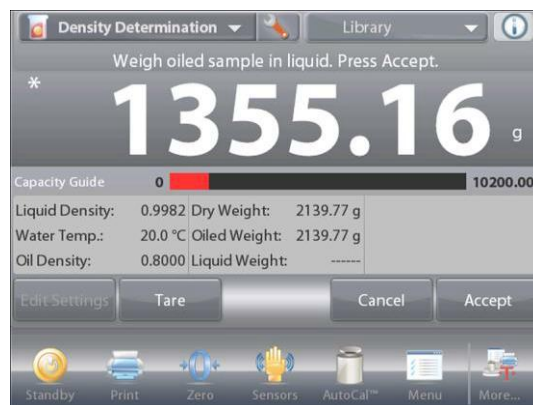 Density Determination
Library
Weigh oiled sample in liquid. Press Accept.
*
1355.16 g
Capacity Guide 0 10200.00
Liquid Density: 0.9982 Dry Weight: 2139.77 g
Water Temp.: 20.0 °C Oiled Weight: 2139.77 g
Oil Density: 0.8000 Liquid Weight: ------
Edit Settings Tare Cancel Accept
Standby Print Zero Sensors AutoCal™ Menu More...